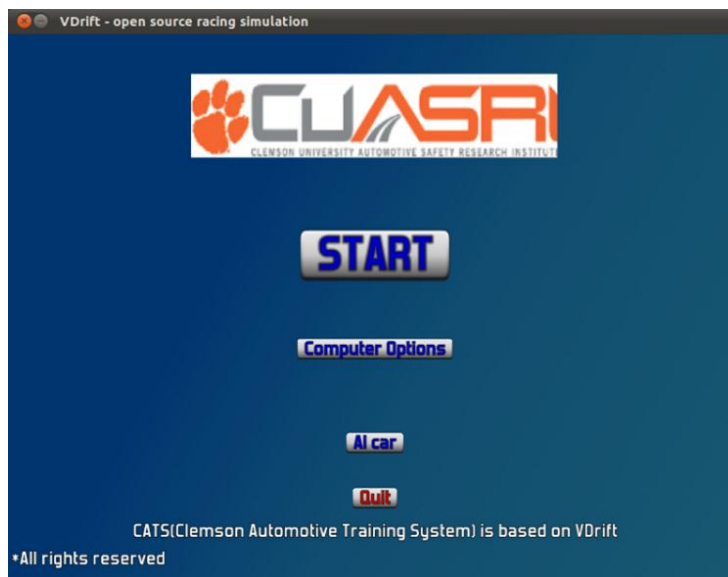 VDrift - open source racing simulation
CUASRI
CLEMSON UNIVERSITY AUTOMOTIVE SAFETY RESEARCH INSTITUT
START
Computer Options
AI car
Quit
CATS(Clemson Automotive Training System) is based on VDrift
*All rights reserved